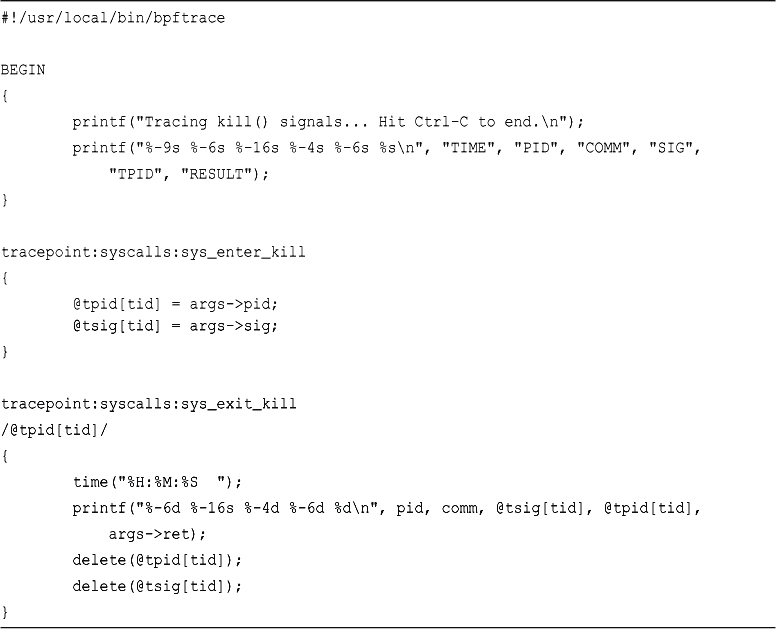 #!/usr/local/bin/bpftrace
BEGIN
{
printf("Tracing kill() signals... Hit Ctrl-C to end.\n");
printf("%-9s %-6s %-16s %-4s %-6s %s\n", "TIME", "PID", "COMM", "SIG",
"TPID", "RESULT");
}
tracepoint:syscalls:sys_enter_kill
{
@tpid[tid] = args->pid;
@tsig[tid] = args->sig;
}
tracepoint:syscalls:sys_exit_kill
/@tpid[tid]/
{
time("%H:%M:%S  ");
printf("%-6d %-16s %-4d %-6d %d\n", pid, comm, @tsig[tid], @tpid[tid],
args->ret);
delete(@tpid[tid]);
delete(@tsig[tid]);
}